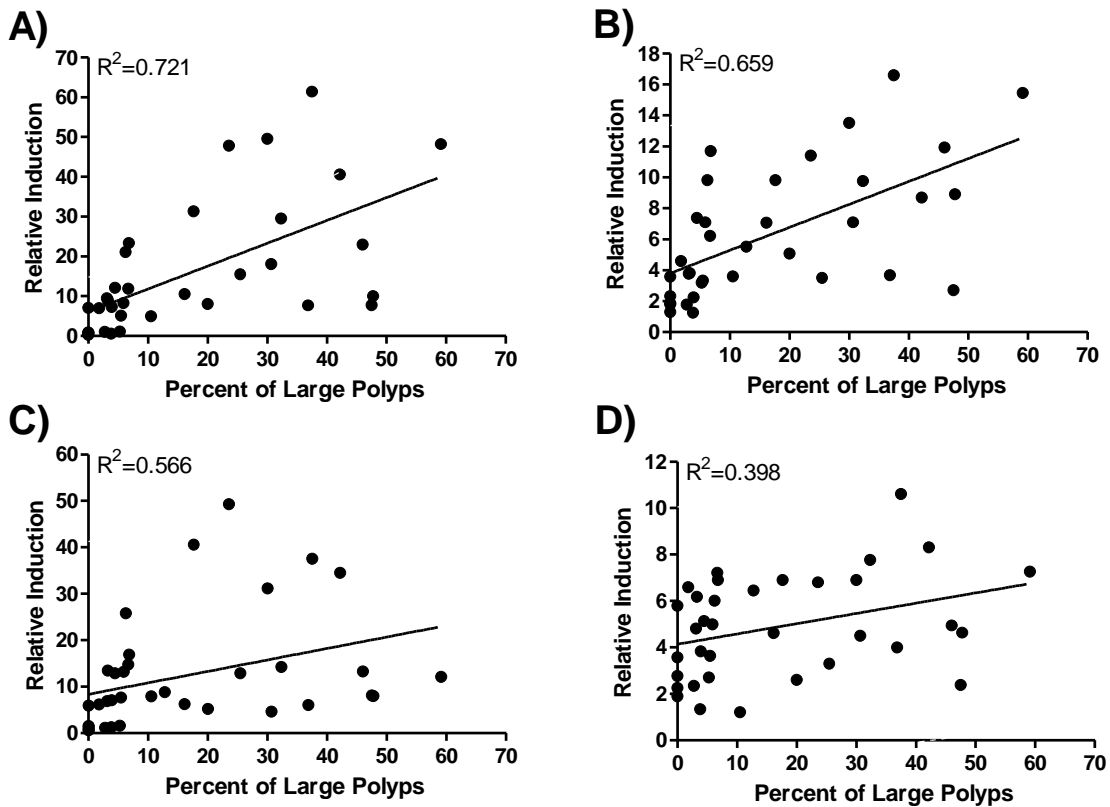 A)
R²=0.721
Relative Induction
70
60
50
40
30
20
10
0
0 10 20 30 40 50 60 70
Percent of Large Polyps
B)
R²=0.659
Relative Induction
18
16
14
12
10
8
6
4
2
0
0 10 20 30 40 50 60 70
Percent of Large Polyps
C)
R²=0.566
Relative Induction
60
50
40
30
20
10
0
0 10 20 30 40 50 60 70
Percent of Large Polyps
D)
R²=0.398
Relative Induction
12
10
8
6
4
2
0
0 10 20 30 40 50 60 70
Percent of Large Polyps